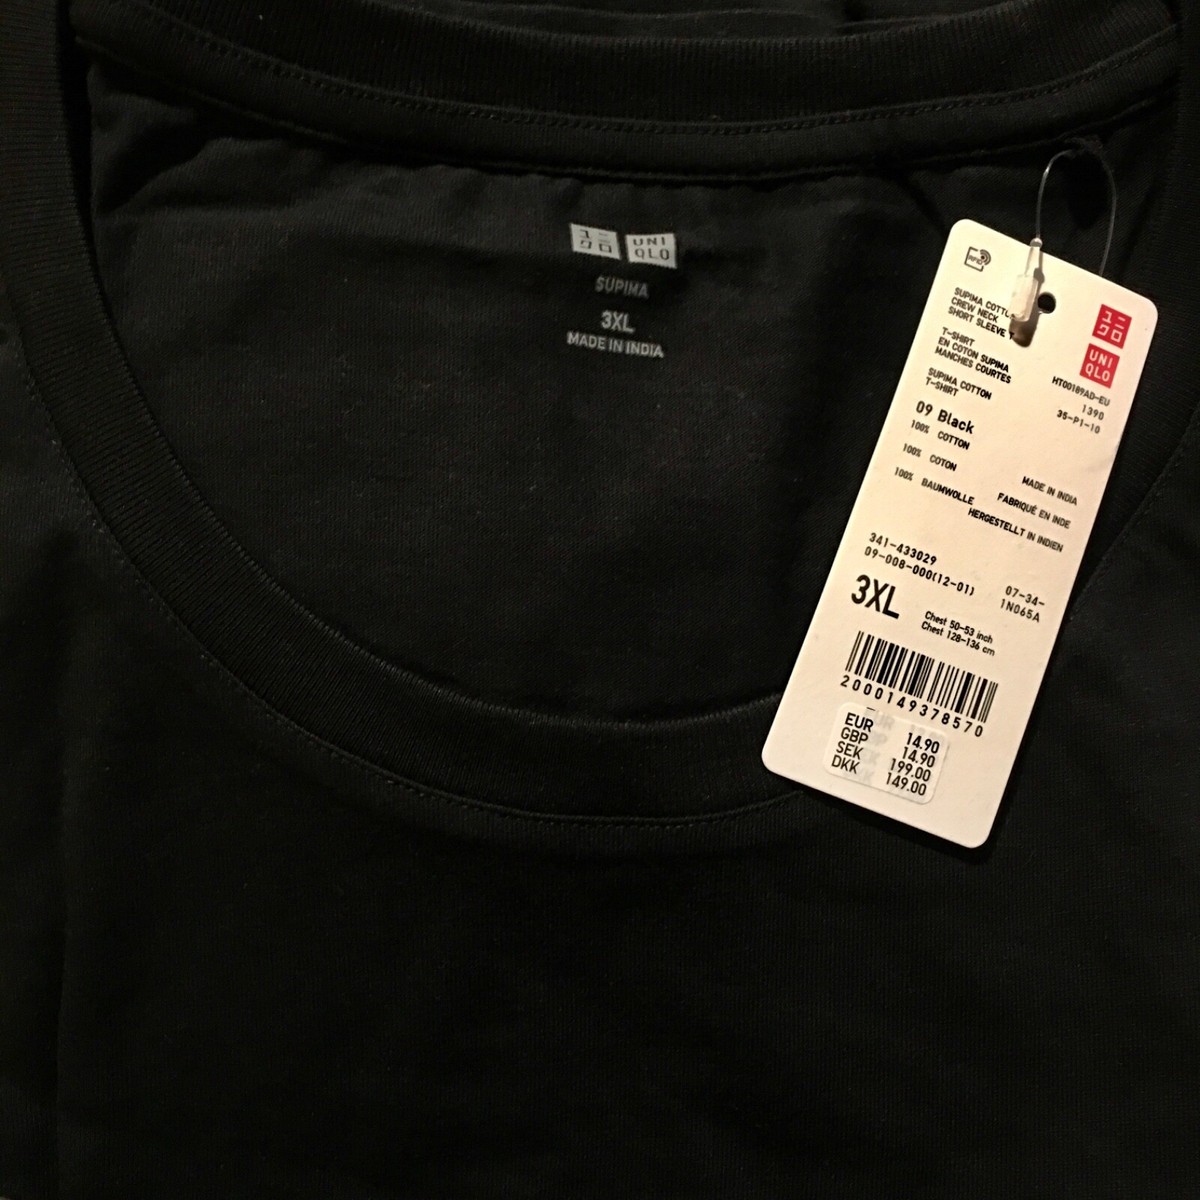 ユニ
クロ
UNI
QLO
SUPIMA
3XL
MADE IN INDIA
RFID
SUPIMA COTTON
CREW NECK
SHORT SLEEVE T
T-SHIRT
EN COTON SUPIMA
MANCHES COURTES
SUPIMA COTTON
T-SHIRT
ユニ
クロ
UNI
QLO
HT00189AD-EU
1390
35-P1-10
09 Black
100% COTTON
100% COTON
100% BAUMWOLLE
MADE IN INDIA
FABRIQUÉ EN INDE
HERGESTELLT IN INDIEN
341-433029
09-008-000(12-01)
07-34-
1N065A
3XL
Chest 50-53 inch
Chest 128-136 cm
2000149378570
EUR 14.90
GBP 14.90
SEK 199.00
DKK 149.00